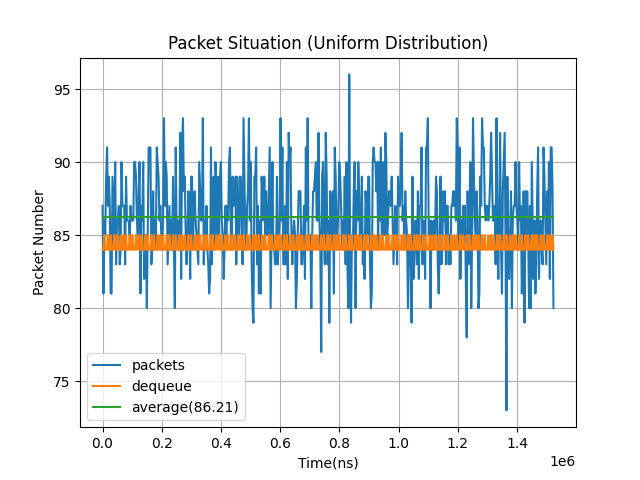 Packet Situation (Uniform Distribution)
Packet Number
95
90
85
80
75
packets
dequeue
average(86.21)
0.0 0.2 0.4 0.6 0.8 1.0 1.2 1.4
1e6
Time(ns)